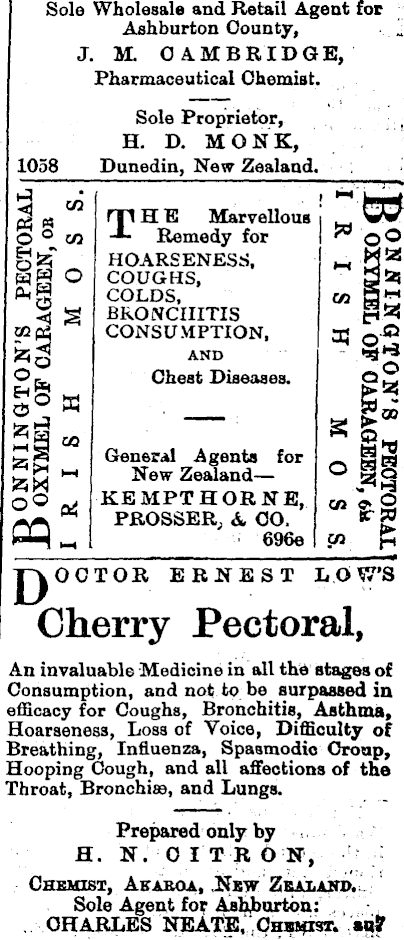 Sole Wholesale and Retail Agent for
Ashburton County,
J. M. CAMBRIDGE,
Pharmaceutical Chemist.
Sole Proprietor,
H. D. MONK,
1058 Dunedin, New Zealand.
BONNINGTON'S PECTORAL
OXYMEL OF CARAGEEN, OR
IRISH MOSS.
THE Marvellous
Remedy for
HOARSENESS,
COUGHS,
COLDS,
BRONCHITIS
CONSUMPTION,
AND
Chest Diseases.
General Agents for
New Zealand—
KEMPTHORNE,
PROSSER, & CO.
696e
BONNINGTON'S PECTORAL
OXYMEL OF CARAGEEN,
IRISH MOSS.
DOCTOR ERNEST LOW'S
Cherry Pectoral,
An invaluable Medicine in all the stages of
Consumption, and not to be surpassed in
efficacy for Coughs, Bronchitis, Asthma,
Hoarseness, Loss of Voice, Difficulty of
Breathing, Influenza, Spasmodic Croup,
Hooping Cough, and all affections of the
Throat, Bronchiæ, and Lungs.
Prepared only by
H. N. CITRON,
CHEMIST, AKAROA, NEW ZEALAND.
Sole Agent for Ashburton:
CHARLES NEATE, CHEMIST.